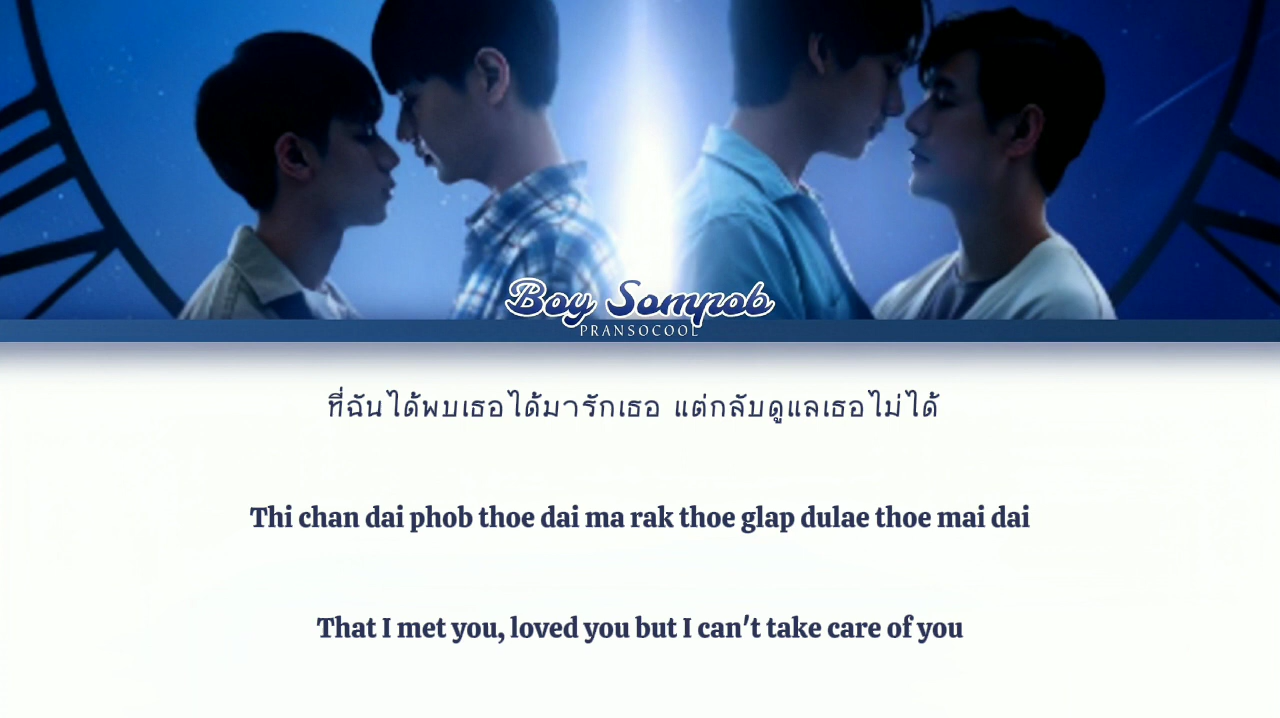 Boy Sompob
PRANSOCOOL
ที่ฉันได้พบเธอได้มารักเธอ แต่กลับดูแลเธอไม่ได้
Thi chan dai phob thoe dai ma rak thoe glap dulae thoe mai dai
That I met you, loved you but I can't take care of you